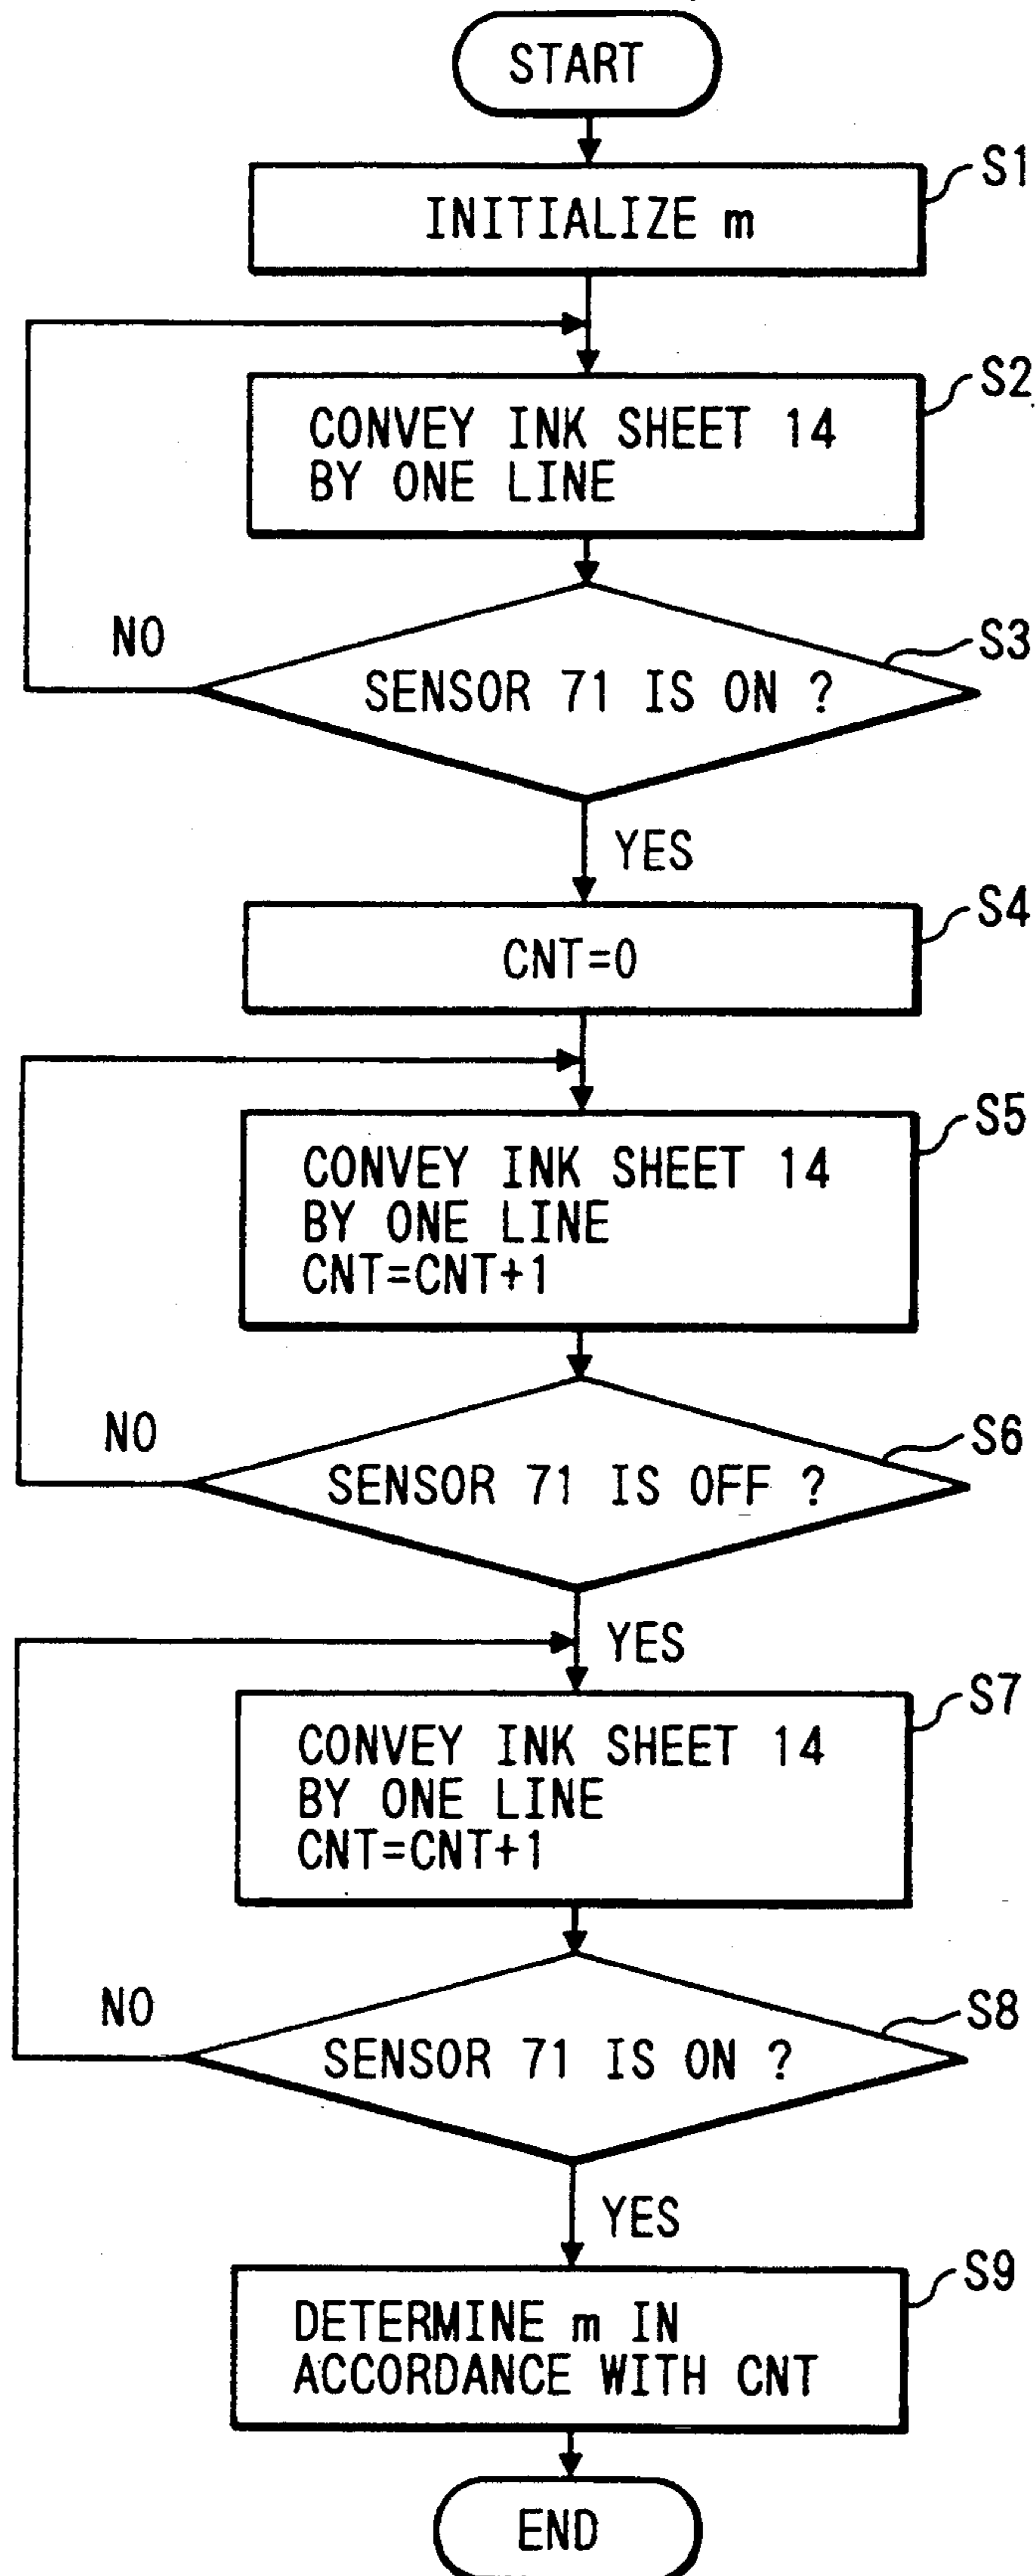 START
S1
INITIALIZE m
S2
CONVEY INK SHEET 14
BY ONE LINE
NO
S3
SENSOR 71 IS ON ?
YES
S4
CNT=0
S5
CONVEY INK SHEET 14
BY ONE LINE
CNT=CNT+1
NO
S6
SENSOR 71 IS OFF ?
YES
S7
CONVEY INK SHEET 14
BY ONE LINE
CNT=CNT+1
NO
S8
SENSOR 71 IS ON ?
YES
S9
DETERMINE m IN
ACCORDANCE WITH CNT
END